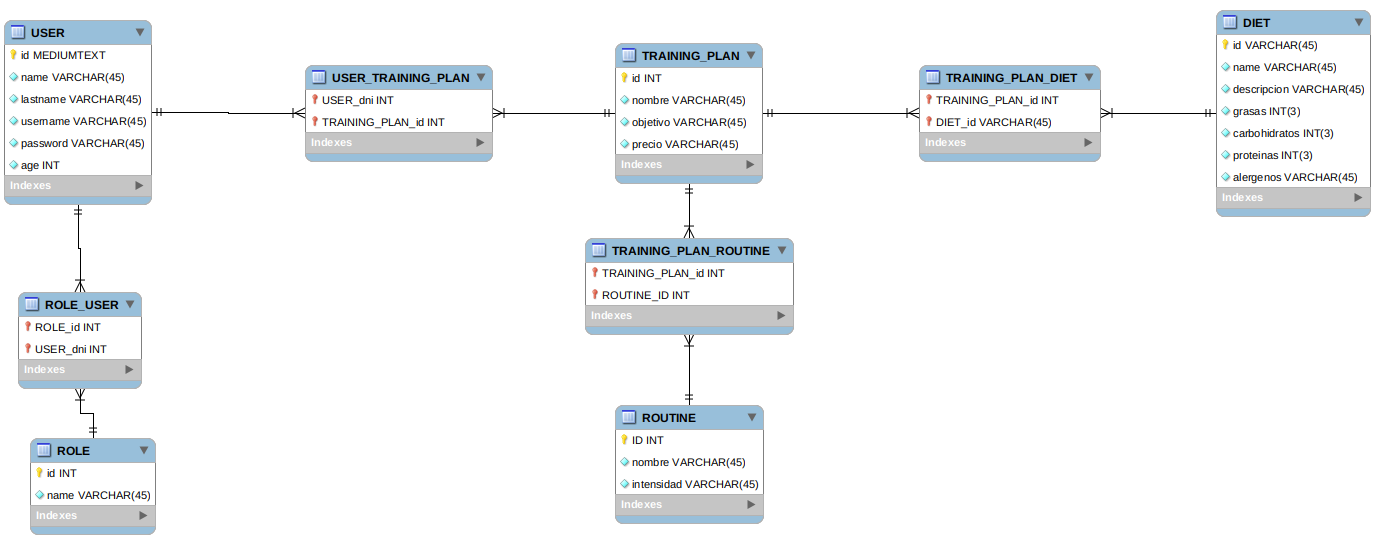 USER
id MEDIUMTEXT
name VARCHAR(45)
lastname VARCHAR(45)
username VARCHAR(45)
password VARCHAR(45)
age INT
Indexes
USER_TRAINING_PLAN
USER_dni INT
TRAINING_PLAN_id INT
Indexes
TRAINING_PLAN
id INT
nombre VARCHAR(45)
objetivo VARCHAR(45)
precio VARCHAR(45)
Indexes
TRAINING_PLAN_DIET
TRAINING_PLAN_id INT
DIET_id VARCHAR(45)
Indexes
DIET
id VARCHAR(45)
name VARCHAR(45)
descripcion VARCHAR(45)
grasas INT(3)
carbohidratos INT(3)
proteinas INT(3)
alergenos VARCHAR(45)
Indexes
TRAINING_PLAN_ROUTINE
TRAINING_PLAN_id INT
ROUTINE_ID INT
Indexes
ROLE_USER
ROLE_id INT
USER_dni INT
Indexes
ROUTINE
ID INT
nombre VARCHAR(45)
intensidad VARCHAR(45)
Indexes
ROLE
id INT
name VARCHAR(45)
Indexes